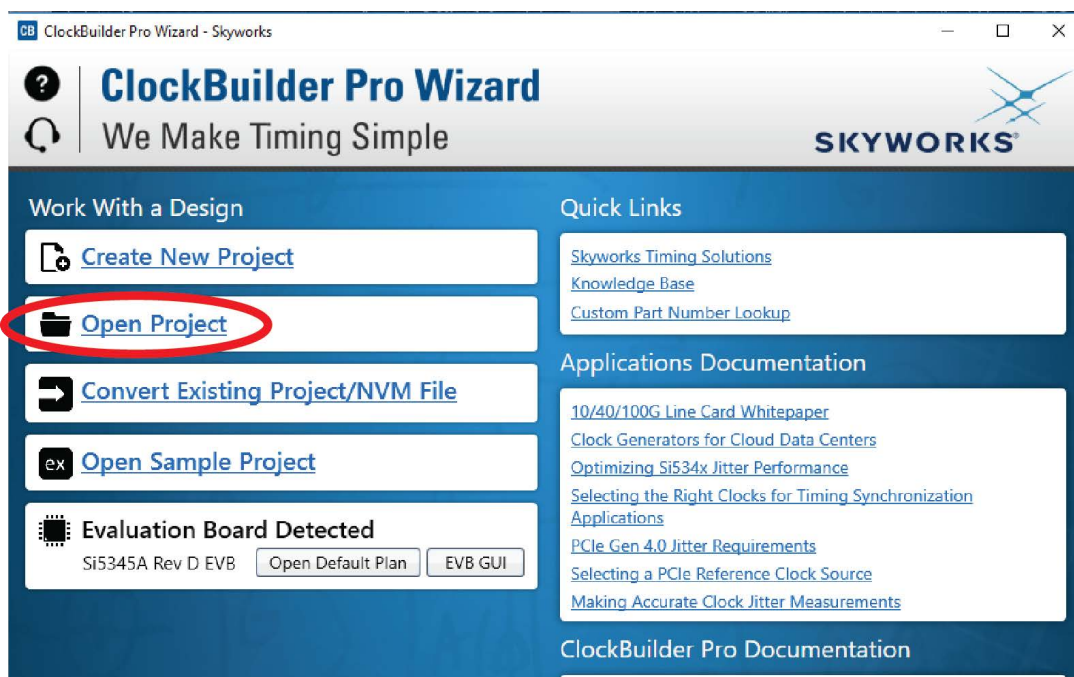 CB ClockBuilder Pro Wizard - Skyworks
?
ClockBuilder Pro Wizard
We Make Timing Simple
SKYWORKS®
Work With a Design
Create New Project
Open Project
Convert Existing Project/NVM File
ex Open Sample Project
Evaluation Board Detected
Si5345A Rev D EVB Open Default Plan EVB GUI
Quick Links
Skyworks Timing Solutions
Knowledge Base
Custom Part Number Lookup
Applications Documentation
10/40/100G Line Card Whitepaper
Clock Generators for Cloud Data Centers
Optimizing Si534x Jitter Performance
Selecting the Right Clocks for Timing Synchronization
Applications
PCIe Gen 4.0 Jitter Requirements
Selecting a PCIe Reference Clock Source
Making Accurate Clock Jitter Measurements
ClockBuilder Pro Documentation